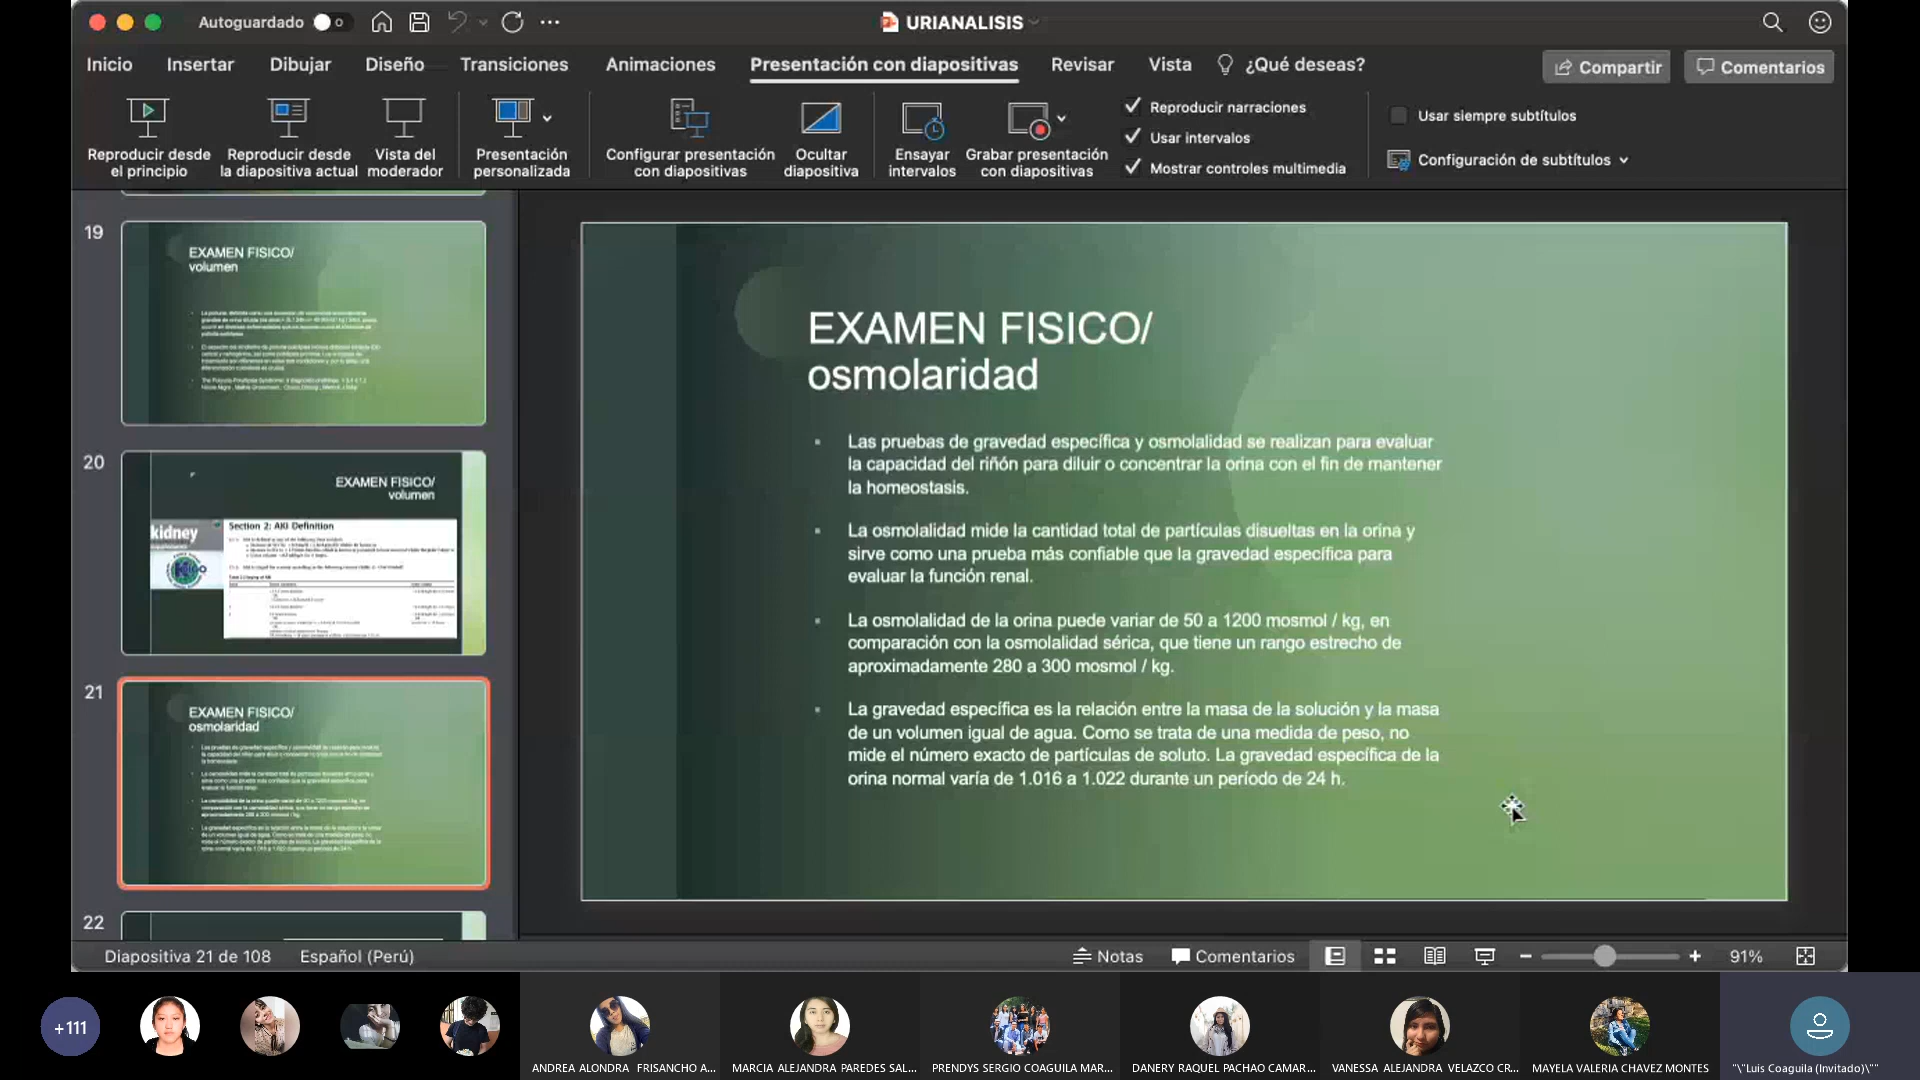 Autoguardado
URIANALISIS
Inicio Insertar Dibujar Diseño Transiciones Animaciones Presentación con diapositivas Revisar Vista ¿Qué deseas? Compartir Comentarios
Reproducir desde el principio
Reproducir desde la diapositiva actual
Vista del moderador
Presentación personalizada
Configurar presentación con diapositivas
Ocultar diapositiva
Ensayar intervalos
Grabar presentación con diapositivas
Reproducir narraciones
Usar intervalos
Mostrar controles multimedia
Usar siempre subtítulos
Configuración de subtítulos
19
EXAMEN FISICO/
volumen
20
EXAMEN FISICO/
volumen
kidney
Section 2: AKI Definition
21
EXAMEN FISICO/
osmolaridad
22
EXAMEN FISICO/
osmolaridad
Las pruebas de gravedad específica y osmolalidad se realizan para evaluar
la capacidad del riñón para diluir o concentrar la orina con el fin de mantener
la homeostasis.
La osmolalidad mide la cantidad total de partículas disueltas en la orina y
sirve como una prueba más confiable que la gravedad específica para
evaluar la función renal.
La osmolalidad de la orina puede variar de 50 a 1200 mosmol / kg, en
comparación con la osmolalidad sérica, que tiene un rango estrecho de
aproximadamente 280 a 300 mosmol / kg.
La gravedad específica es la relación entre la masa de la solución y la masa
de un volumen igual de agua. Como se trata de una medida de peso, no
mide el número exacto de partículas de soluto. La gravedad específica de la
orina normal varía de 1.016 a 1.022 durante un período de 24 h.
Diapositiva 21 de 108 Español (Perú) Notas Comentarios 91%
+111
ANDREA ALONDRA FRISANCHO A...
MARCIA ALEJANDRA PAREDES SAL...
PRENDYS SERGIO COAGUILA MAR...
DANERY RAQUEL PACHAO CAMAR...
VANESSA ALEJANDRA VELAZCO CR...
MAYELA VALERIA CHAVEZ MONTES
"\"Luis Coaguila (Invitado)\""